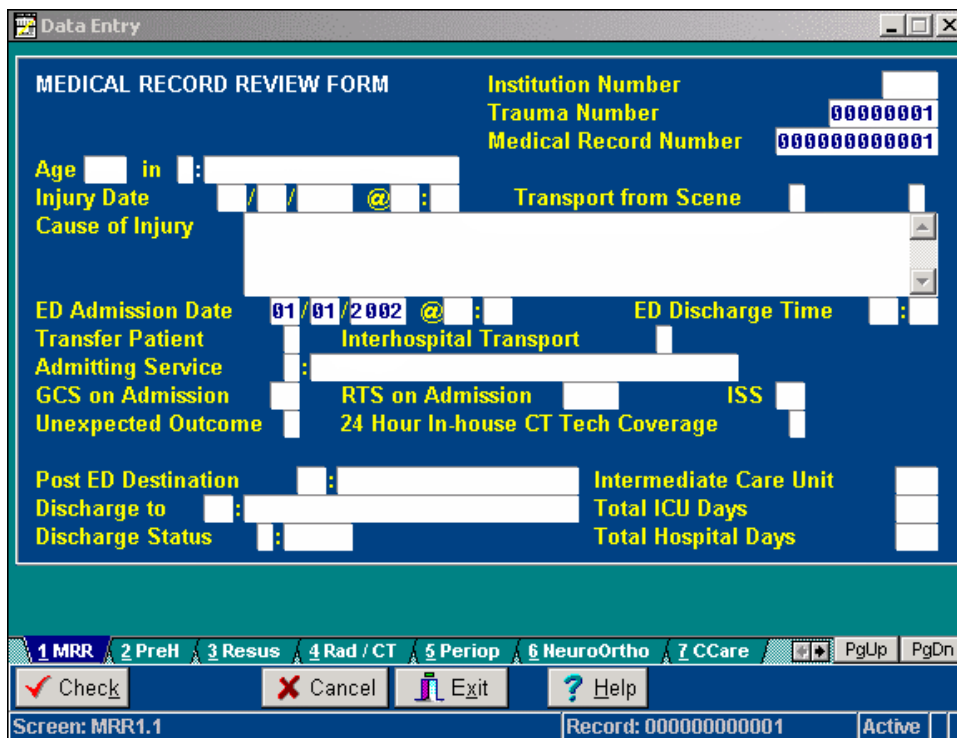 Data Entry
MEDICAL RECORD REVIEW FORM Institution Number
Trauma Number 00000001
Medical Record Number 000000000001
Age in :
Injury Date / / @ : Transport from Scene
Cause of Injury
ED Admission Date 01/01/2002 @ : ED Discharge Time :
Transfer Patient Interhospital Transport
Admitting Service :
GCS on Admission RTS on Admission ISS
Unexpected Outcome 24 Hour In-house CT Tech Coverage
Post ED Destination : Intermediate Care Unit
Discharge to : Total ICU Days
Discharge Status : Total Hospital Days
1 MRR 2 PreH 3 Resus 4 Rad / CT 5 Periop 6 NeuroOrtho 7 CCare PgUp PgDn
Check Cancel Exit Help
Screen: MRR1.1 Record: 000000000001 Active